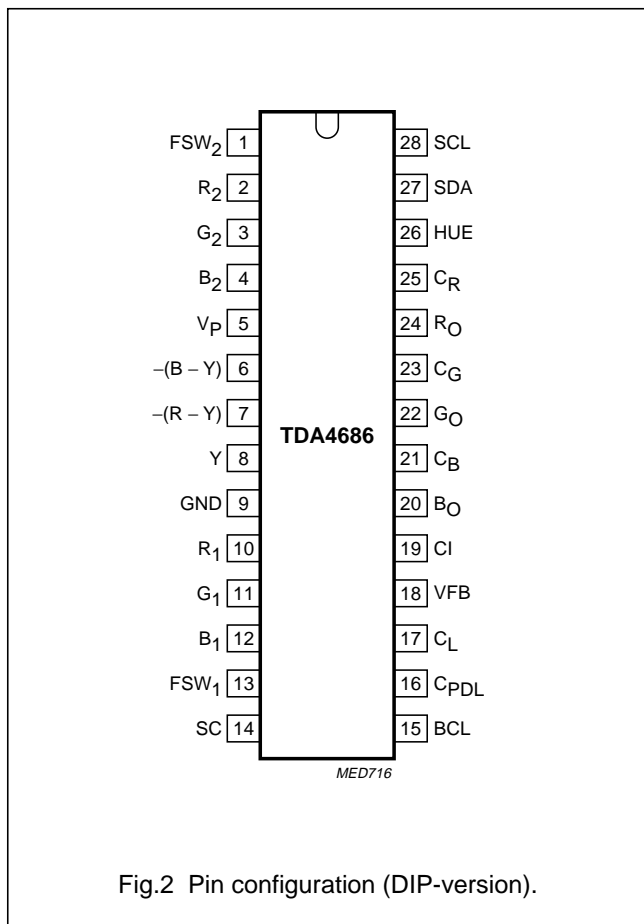 FSW2 1 28 SCL
R2 2 27 SDA
G2 3 26 HUE
B2 4 25 CR
VP 5 24 RO
−(B − Y) 6 23 CG
−(R − Y) 7 22 GO
TDA4686
Y 8 21 CB
GND 9 20 BO
R1 10 19 CI
G1 11 18 VFB
B1 12 17 CL
FSW1 13 16 CPDL
SC 14 15 BCL
MED716
Fig.2 Pin configuration (DIP-version).